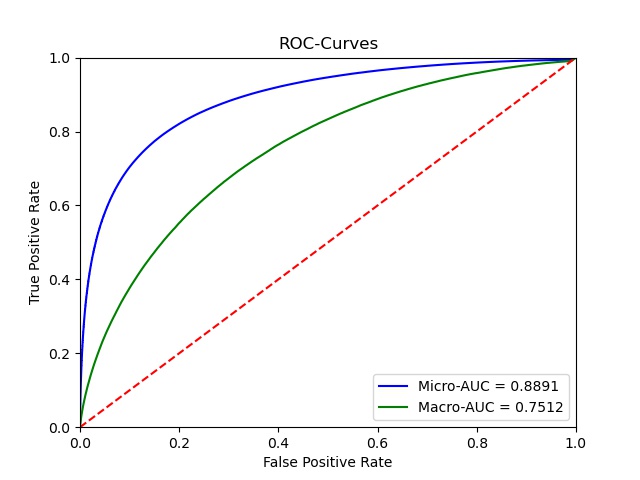 ROC-Curves
1.0
0.8
0.6
0.4
0.2
0.0
True Positive Rate
Micro-AUC = 0.8891
Macro-AUC = 0.7512
0.0 0.2 0.4 0.6 0.8 1.0
False Positive Rate